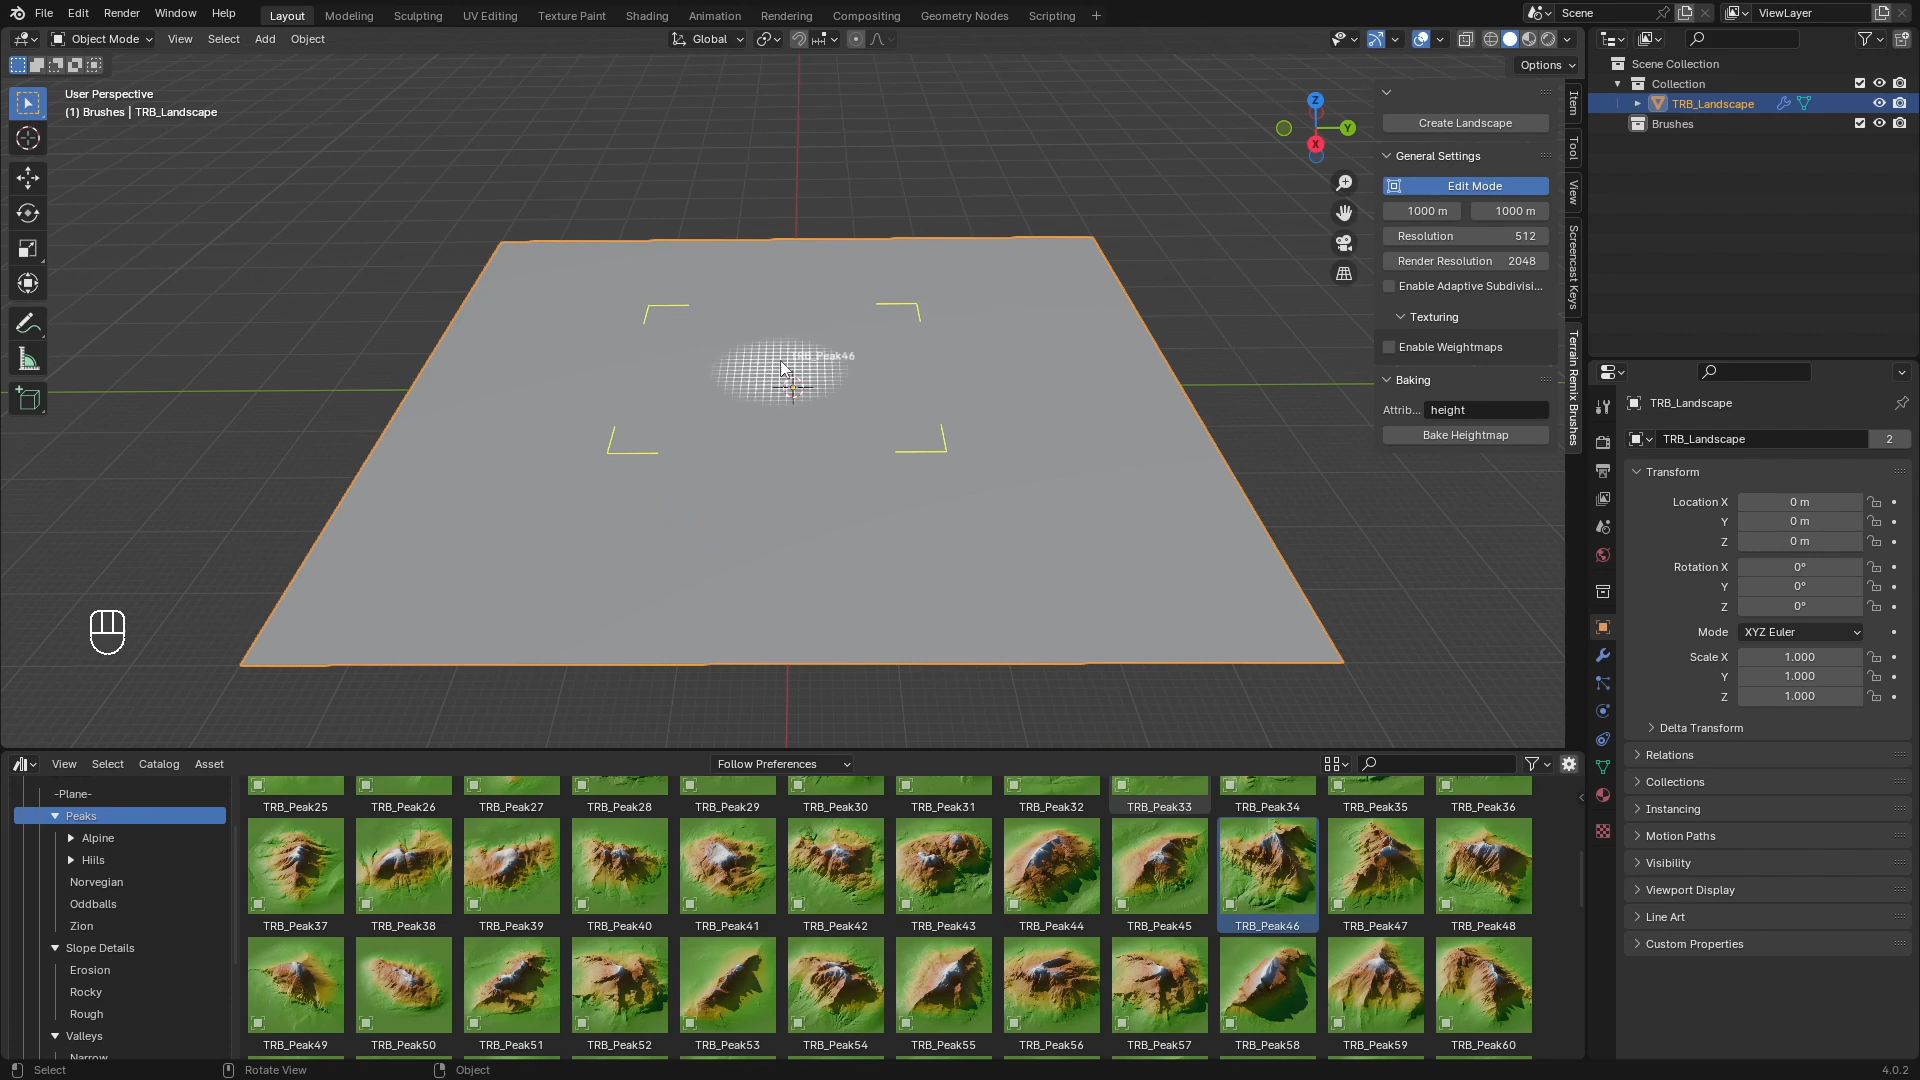 File Edit Render Window Help Layout Modeling Sculpting UV Editing Texture Paint Shading Animation Rendering Compositing Geometry Nodes Scripting Scene ViewLayer
Object Mode View Select Add Object Global
Options
User Perspective
(1) Brushes | TRB_Landscape
TRB_Peak46
Create Landscape
General Settings
Edit Mode
1000 m 1000 m
Resolution 512
Render Resolution 2048
Enable Adaptive Subdivisi...
Texturing
Enable Weightmaps
Baking
Attrib... height
Bake Heightmap
Item
Tool
View
Screencast Keys
Terrain Remix Brushes
Z
Y
X
Scene Collection
Collection
TRB_Landscape
Brushes
TRB_Landscape
TRB_Landscape 2
Transform
Location X 0 m
Y 0 m
Z 0 m
Rotation X 0°
Y 0°
Z 0°
Mode XYZ Euler
Scale X 1.000
Y 1.000
Z 1.000
Delta Transform
Relations
Collections
Instancing
Motion Paths
Visibility
Viewport Display
Line Art
Custom Properties
View Select Catalog Asset Follow Preferences
-Plane-
Peaks
Alpine
Hiils
Norvegian
Oddballs
Zion
Slope Details
Erosion
Rocky
Rough
Valleys
Narrow
TRB_Peak25 TRB_Peak26 TRB_Peak27 TRB_Peak28 TRB_Peak29 TRB_Peak30 TRB_Peak31 TRB_Peak32 TRB_Peak33 TRB_Peak34 TRB_Peak35 TRB_Peak36
TRB_Peak37 TRB_Peak38 TRB_Peak39 TRB_Peak40 TRB_Peak41 TRB_Peak42 TRB_Peak43 TRB_Peak44 TRB_Peak45 TRB_Peak46 TRB_Peak47 TRB_Peak48
TRB_Peak49 TRB_Peak50 TRB_Peak51 TRB_Peak52 TRB_Peak53 TRB_Peak54 TRB_Peak55 TRB_Peak56 TRB_Peak57 TRB_Peak58 TRB_Peak59 TRB_Peak60
Select Rotate View Object 4.0.2